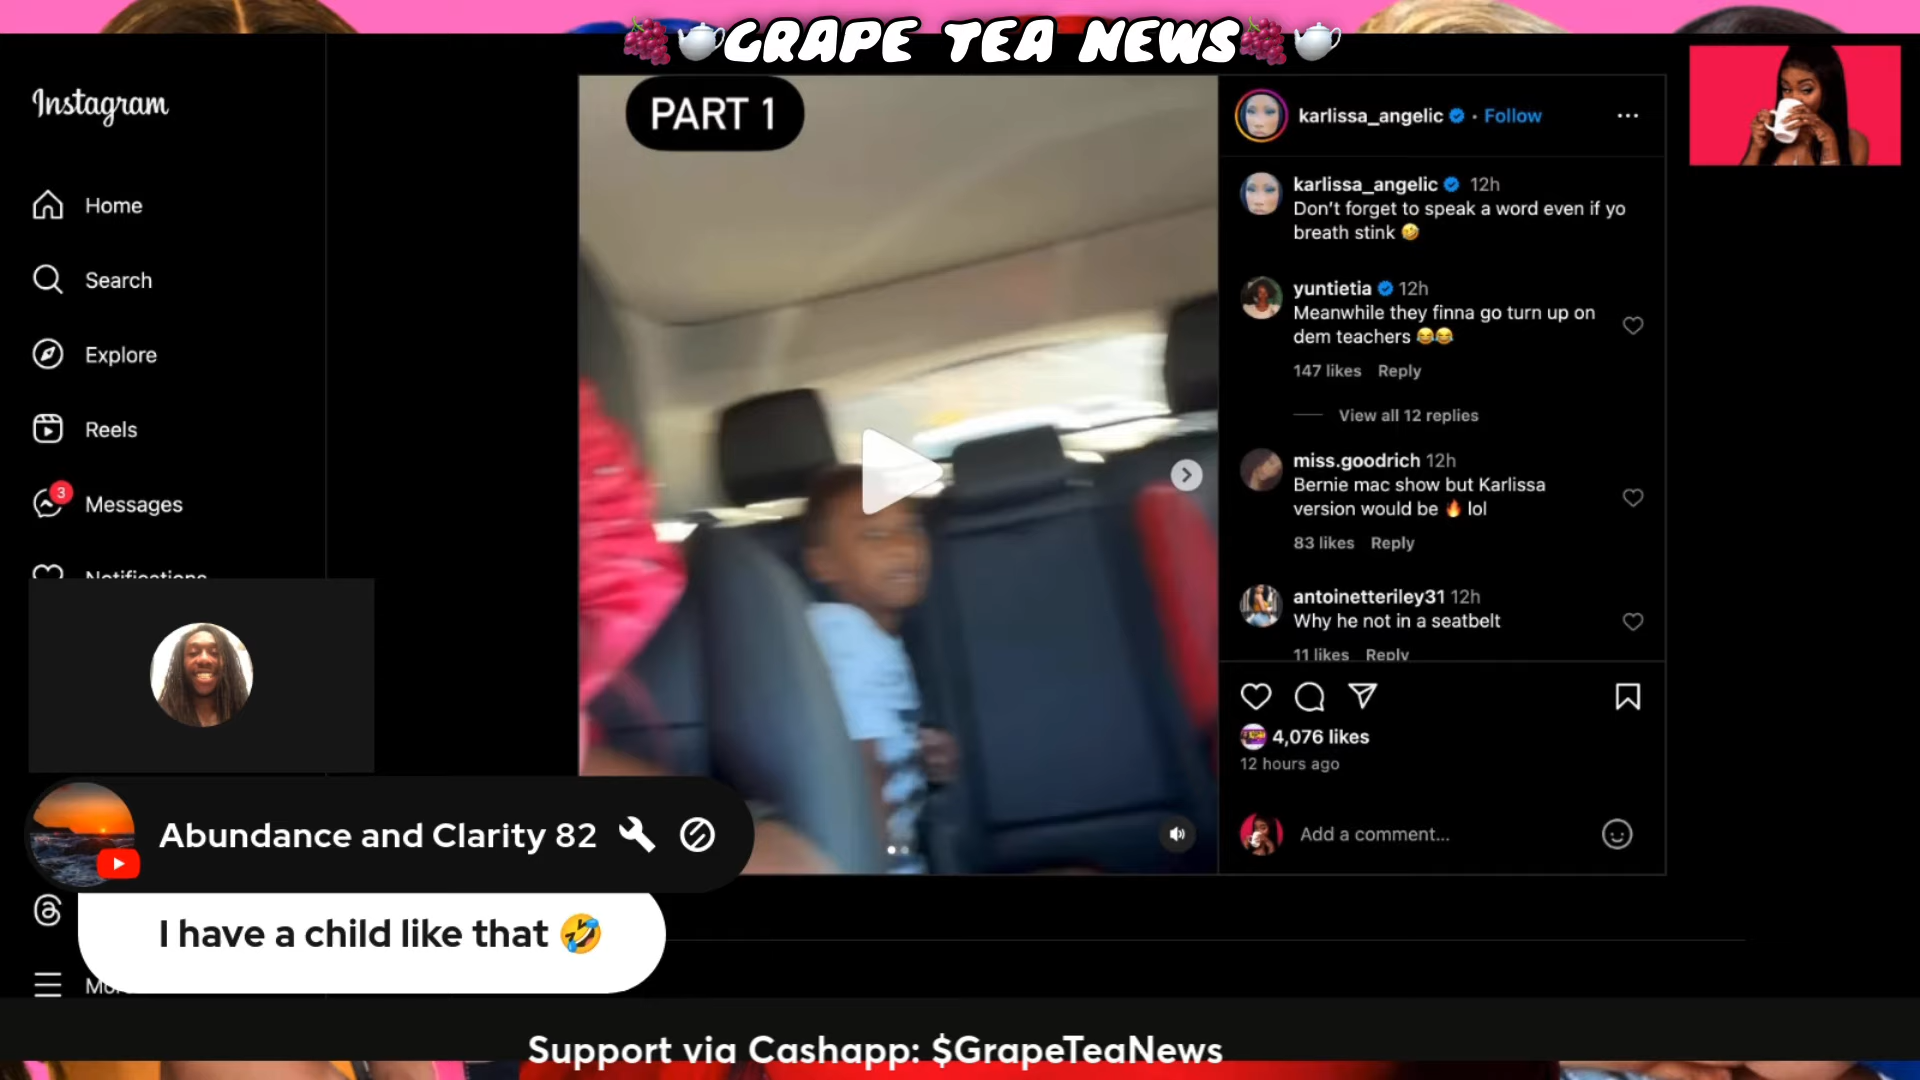 GRAPE TEA NEWS
Instagram
Home
Search
Explore
Reels
3
Messages
Notifications
PART 1
karlissa_angelic · Follow
karlissa_angelic 12h
Don't forget to speak a word even if yo
breath stink 🤣
yuntietia 12h
Meanwhile they finna go turn up on
dem teachers 😂😂
147 likes Reply
View all 12 replies
miss.goodrich 12h
Bernie mac show but Karlissa
version would be 🔥 lol
83 likes Reply
antoinetteriley31 12h
Why he not in a seatbelt
11 likes Reply
4,076 likes
12 hours ago
Add a comment...
Abundance and Clarity 82
I have a child like that 🤣
More
Support via Cashapp: $GrapeTeaNews